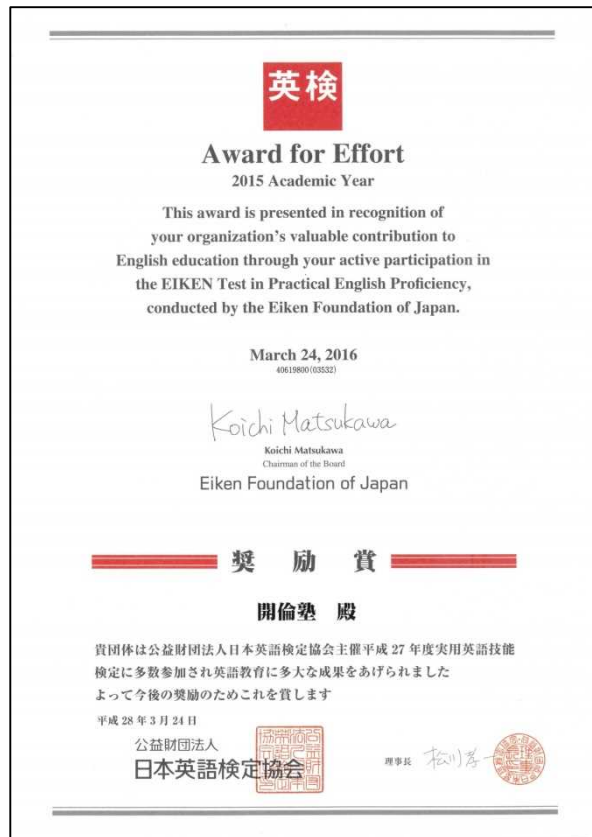 英検
Award for Effort
2015 Academic Year
This award is presented in recognition of
your organization's valuable contribution to
English education through your active participation in
the EIKEN Test in Practical English Proficiency,
conducted by the Eiken Foundation of Japan.
March 24, 2016
40619800(03532)
Koichi Matsukawa
Koichi Matsukawa
Chairman of the Board
Eiken Foundation of Japan
奨励賞
開倫塾 殿
貴団体は公益財団法人日本英語検定協会主催平成 27 年度実用英語技能
検定に多数参加され英語教育に多大な成果をあげられました
よって今後の奨励のためこれを賞します
平成 28 年 3 月 24 日
公益財団法人
日本英語検定協会
理事長 松川孝一